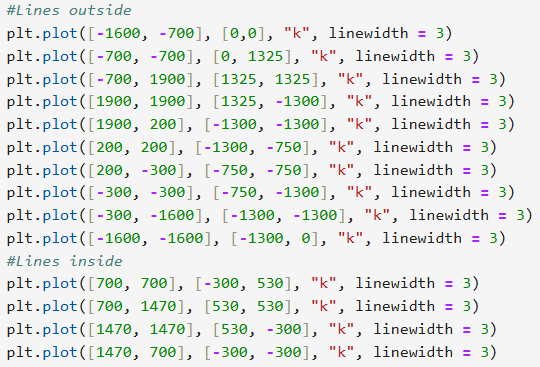 #Lines outside
plt.plot([-1600, -700], [0,0], "k", linewidth = 3)
plt.plot([-700, -700], [0, 1325], "k", linewidth = 3)
plt.plot([-700, 1900], [1325, 1325], "k", linewidth = 3)
plt.plot([1900, 1900], [1325, -1300], "k", linewidth = 3)
plt.plot([1900, 200], [-1300, -1300], "k", linewidth = 3)
plt.plot([200, 200], [-1300, -750], "k", linewidth = 3)
plt.plot([200, -300], [-750, -750], "k", linewidth = 3)
plt.plot([-300, -300], [-750, -1300], "k", linewidth = 3)
plt.plot([-300, -1600], [-1300, -1300], "k", linewidth = 3)
plt.plot([-1600, -1600], [-1300, 0], "k", linewidth = 3)
#Lines inside
plt.plot([700, 700], [-300, 530], "k", linewidth = 3)
plt.plot([700, 1470], [530, 530], "k", linewidth = 3)
plt.plot([1470, 1470], [530, -300], "k", linewidth = 3)
plt.plot([1470, 700], [-300, -300], "k", linewidth = 3)